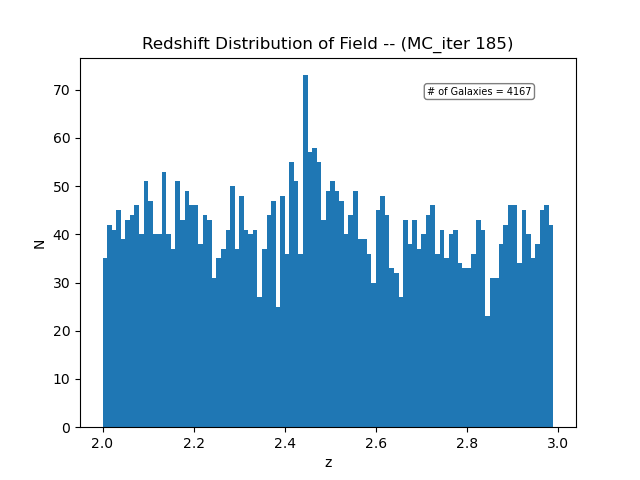 Redshift Distribution of Field -- (MC_iter 185)
# of Galaxies = 4167
70
60
50
40
30
20
10
0
N
2.0 2.2 2.4 2.6 2.8 3.0
z